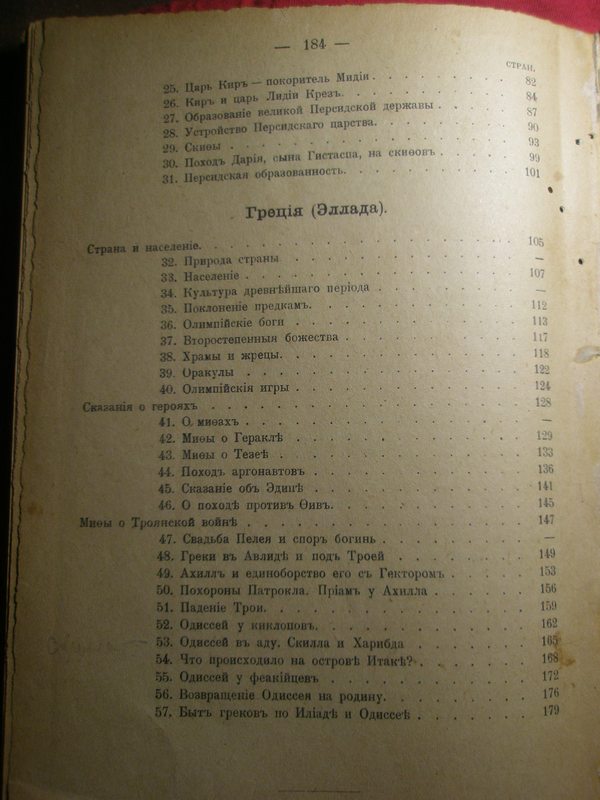 — 184 —
СТРАН.
25. Царь Киръ — покоритель Мидіи . . . . . . . . 82
26. Киръ и царь Лидіи Крезъ. . . . . . . . . . 84
27. Образованіе великой Персидской державы . . . . . 87
28. Устройство Персидскаго царства. . . . . . . . 90
29. Скиѳы . . . . . . . . . . . . . . . 93
30. Походъ Дарія, сына Гистаспа, на скиѳовъ . . . . . 99
31. Персидская образованность. . . . . . . . . . 101
Греція (Эллада).
Страна и населеніе. . . . . . . . . . . . . . . 105
32. Природа страны . . . . . . . . . . . . —
33. Населеніе . . . . . . . . . . . . . . 107
34. Культура древнѣйшаго періода . . . . . . . . —
35. Поклоненіе предкамъ. . . . . . . . . . . 112
36. Олимпійскіе боги . . . . . . . . . . . . 113
37. Второстепенныя божества . . . . . . . . . . 117
38. Храмы и жрецы. . . . . . . . . . . . . 118
39. Оракулы . . . . . . . . . . . . . . 122
40. Олимпійскія игры . . . . . . . . . . . . 124
Сказанія о герояхъ . . . . . . . . . . . . . . . 128
41. О миѳахъ . . . . . . . . . . . . . . —
42. Миѳы о Гераклѣ . . . . . . . . . . . . 129
43. Миѳы о Тезеѣ . . . . . . . . . . . . . 133
44. Походъ аргонавтовъ . . . . . . . . . . . 136
45. Сказаніе объ Эдипѣ . . . . . . . . . . . 141
46. О походѣ противъ Ѳивъ. . . . . . . . . . . 145
Миѳы о Троянской войнѣ . . . . . . . . . . . . . 147
47. Свадьба Пелея и споръ богинь . . . . . . . . —
48. Греки въ Авлидѣ и подъ Троей . . . . . . . 149
49. Ахиллъ и единоборство его съ Гекторомъ . . . . . 153
50. Похороны Патрокла. Пріамъ у Ахилла . . . . . . 156
51. Паденіе Трои. . . . . . . . . . . . . . 159
52. Одиссей у киклоповъ. . . . . . . . . . . 162
53. Одиссей въ аду. Скилла и Харибда . . . . . . . 165
54. Что происходило на островѣ Итакѣ? . . . . . . . 168
55. Одиссей у феакійцевъ . . . . . . . . . . . 172
56. Возвращеніе Одиссея на родину. . . . . . . . . 176
57. Бытъ грековъ по Иліадѣ и Одиссеѣ . . . . . . . 179